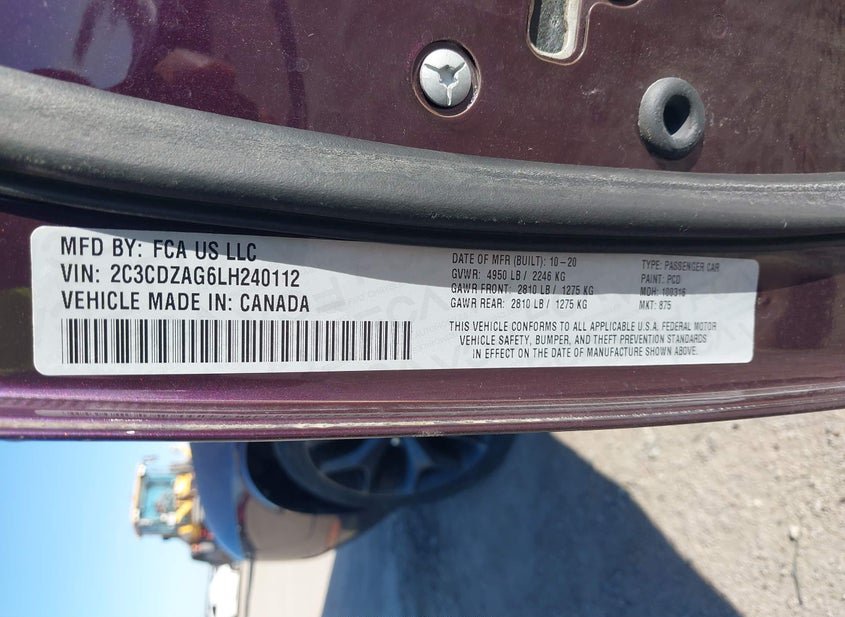 MFD BY: FCA US LLC
VIN: 2C3CDZAG6LH240112
VEHICLE MADE IN: CANADA
DATE OF MFR (BUILT): 10-20
GVWR: 4950 LB / 2246 KG
GAWR FRONT: 2810 LB / 1275 KG
GAWR REAR: 2810 LB / 1275 KG
TYPE: PASSENGER CAR
PAINT: PCD
MDH: 100316
MKT: 875
THIS VEHICLE CONFORMS TO ALL APPLICABLE U.S.A. FEDERAL MOTOR
VEHICLE SAFETY, BUMPER, AND THEFT PREVENTION STANDARDS
IN EFFECT ON THE DATE OF MANUFACTURE SHOWN ABOVE.